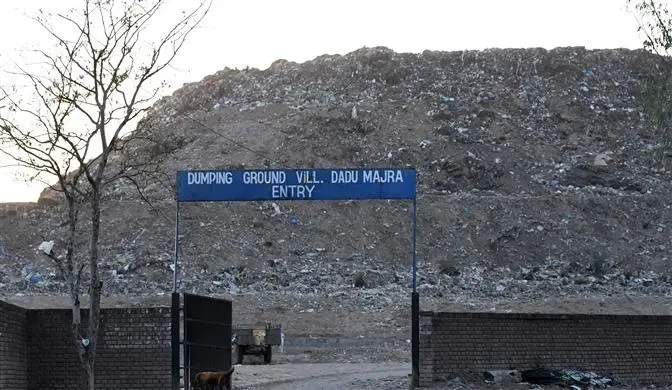 DUMPING GROUND ViLL. DADU MAJRA
ENTRY